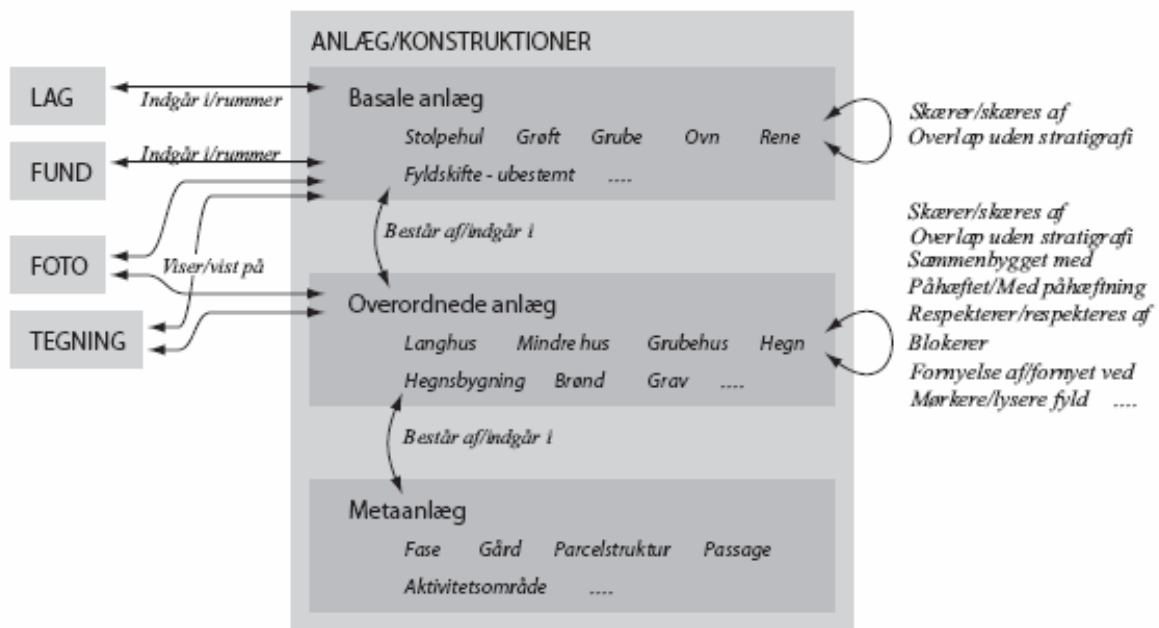 ANLÆG/KONSTRUKTIONER
LAG
Indgår i/rummer
FUND
Indgår i/rummer
FOTO
Viser/vist på
TEGNING
Basale anlæg
Stolpehul Grøft Grube Ovn Rene
Fyldskifte - ubestemt ....
Skærer/skæres af
Overlap uden stratigrafi
Består af/indgår i
Overordnede anlæg
Langhus Mindre hus Grubehus Hegn
Hegnsbygning Brønd Grav ....
Skærer/skæres af
Overlap uden stratigrafi
Sammenbygget med
Påhæftet/Med påhæftning
Respekterer/respekteres af
Blokerer
Fornyelse af/fornyet ved
Mørkere/lysere fyld ....
Består af/indgår i
Metaanlæg
Fase Gård Parcelstruktur Passage
Aktivitetsområde ....